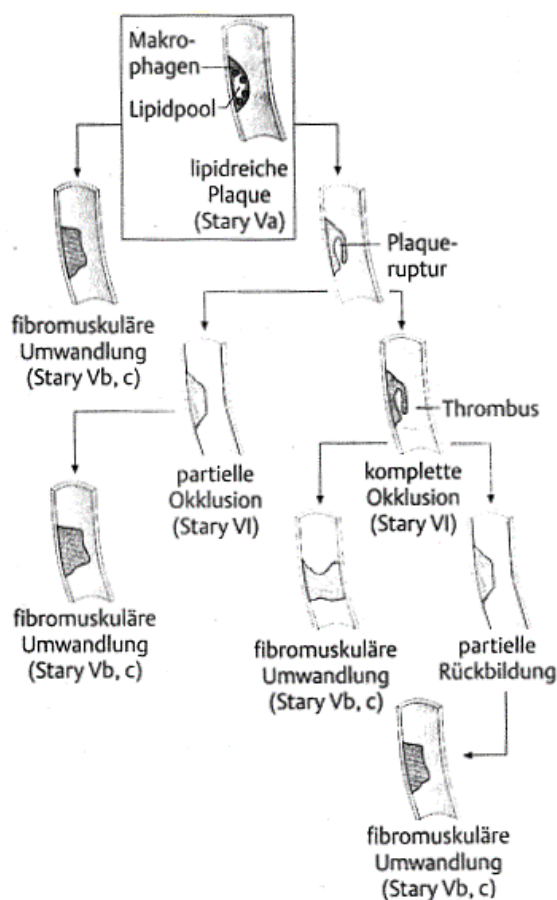 Makro-
phagen
Lipidpool
lipidreiche
Plaque
(Stary Va)
Plaque-
ruptur
fibromuskuläre
Umwandlung
(Stary Vb, c)
Thrombus
partielle
Okklusion
(Stary VI)
komplette
Okklusion
(Stary VI)
fibromuskuläre
Umwandlung
(Stary Vb, c)
fibromuskuläre
Umwandlung
(Stary Vb, c)
partielle
Rückbildung
fibromuskuläre
Umwandlung
(Stary Vb, c)